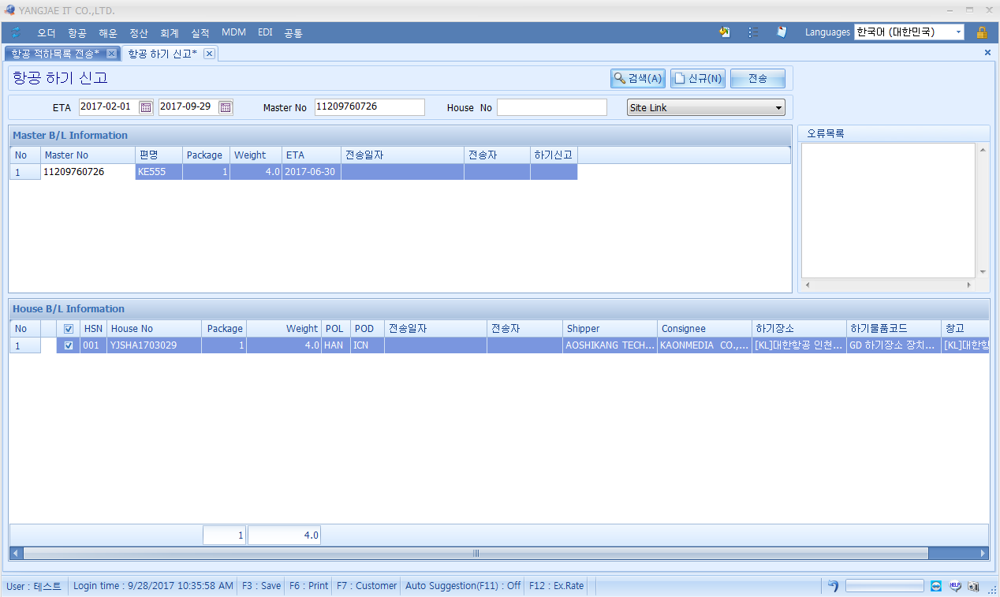 YANGJAE IT CO.,LTD.
오더 항공 해운 정산 회계 실적 MDM EDI 공통 Languages 한국어 (대한민국)
항공 적하목록 전송* 항공 하기 신고*
항공 하기 신고 검색(A) 신규(N) 전송
ETA 2017-02-01 2017-09-29 Master No 11209760726 House No Site Link
Master B/L Information 오류목록
No Master No 편명 Package Weight ETA 전송일자 전송자 하기신고
1 11209760726 KE555 1 4.0 2017-06-30
House B/L Information
No HSN House No Package Weight POL POD 전송일자 전송자 Shipper Consignee 하기장소 하기물품코드 창고
1 001 YJSHA1703029 1 4.0 HAN ICN AOSHIKANG TECH... KAONMEDIA CO.,... [KL]대한항공 인천... GD 하기장소 장치... [KL]대한항
1 4.0
User : 테스트 Login time : 9/28/2017 10:35:58 AM F3 : Save F6 : Print F7 : Customer Auto Suggestion(F11) : Off F12 : Ex.Rate HELP